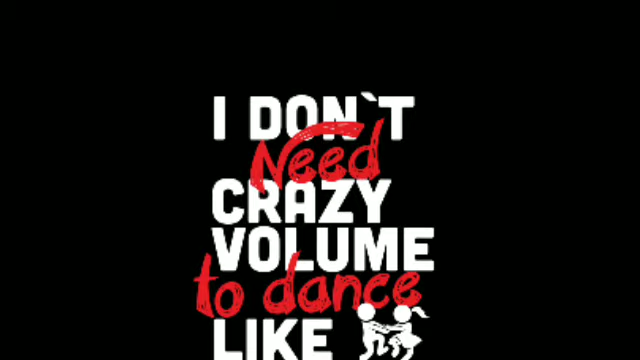 I DON`T
Need
CRAZY
VOLUME
to dance
LIKE